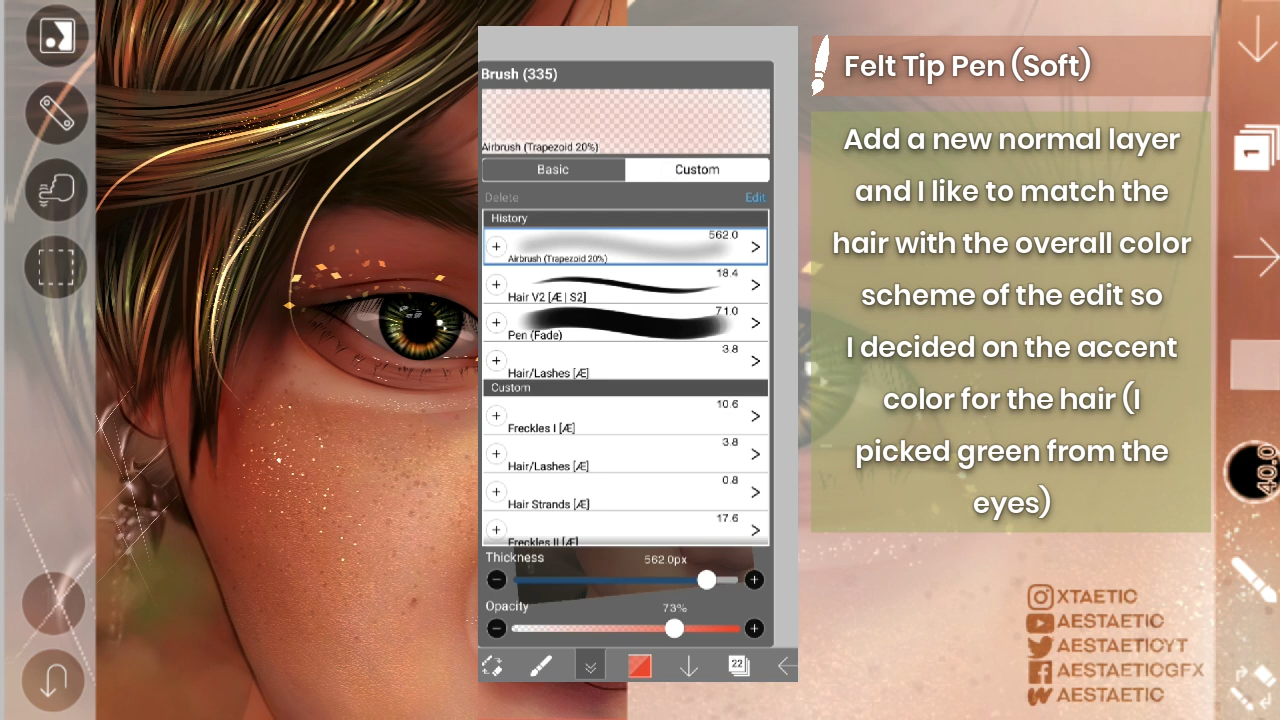 Brush (335)
Airbrush (Trapezoid 20%)
Basic
Custom
Delete
Edit
History
562.0
Airbrush (Trapezoid 20%)
18.4
Hair V2 [Æ | S2]
71.0
Pen (Fade)
3.8
Hair/Lashes [Æ]
Custom
10.6
Freckles I [Æ]
3.8
Hair/Lashes [Æ]
0.8
Hair Strands [Æ]
17.6
Freckles II [Æ]
Thickness
562.0px
Opacity
73%
22
Felt Tip Pen (Soft)
Add a new normal layer
and I like to match the
hair with the overall color
scheme of the edit so
I decided on the accent
color for the hair (I
picked green from the
eyes)
1
40.0
XTAETIC
AESTAETIC
AESTAETICYT
AESTAETICGFX
AESTAETIC